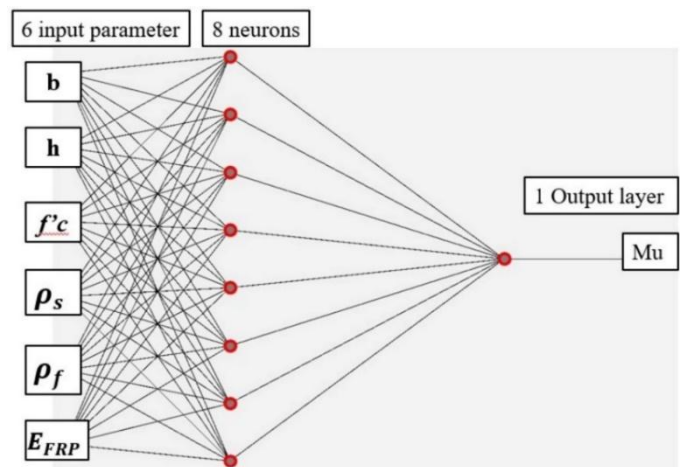 6 input parameter
8 neurons
b
h
f'c
ρs
ρf
EFRP
1 Output layer
Mu